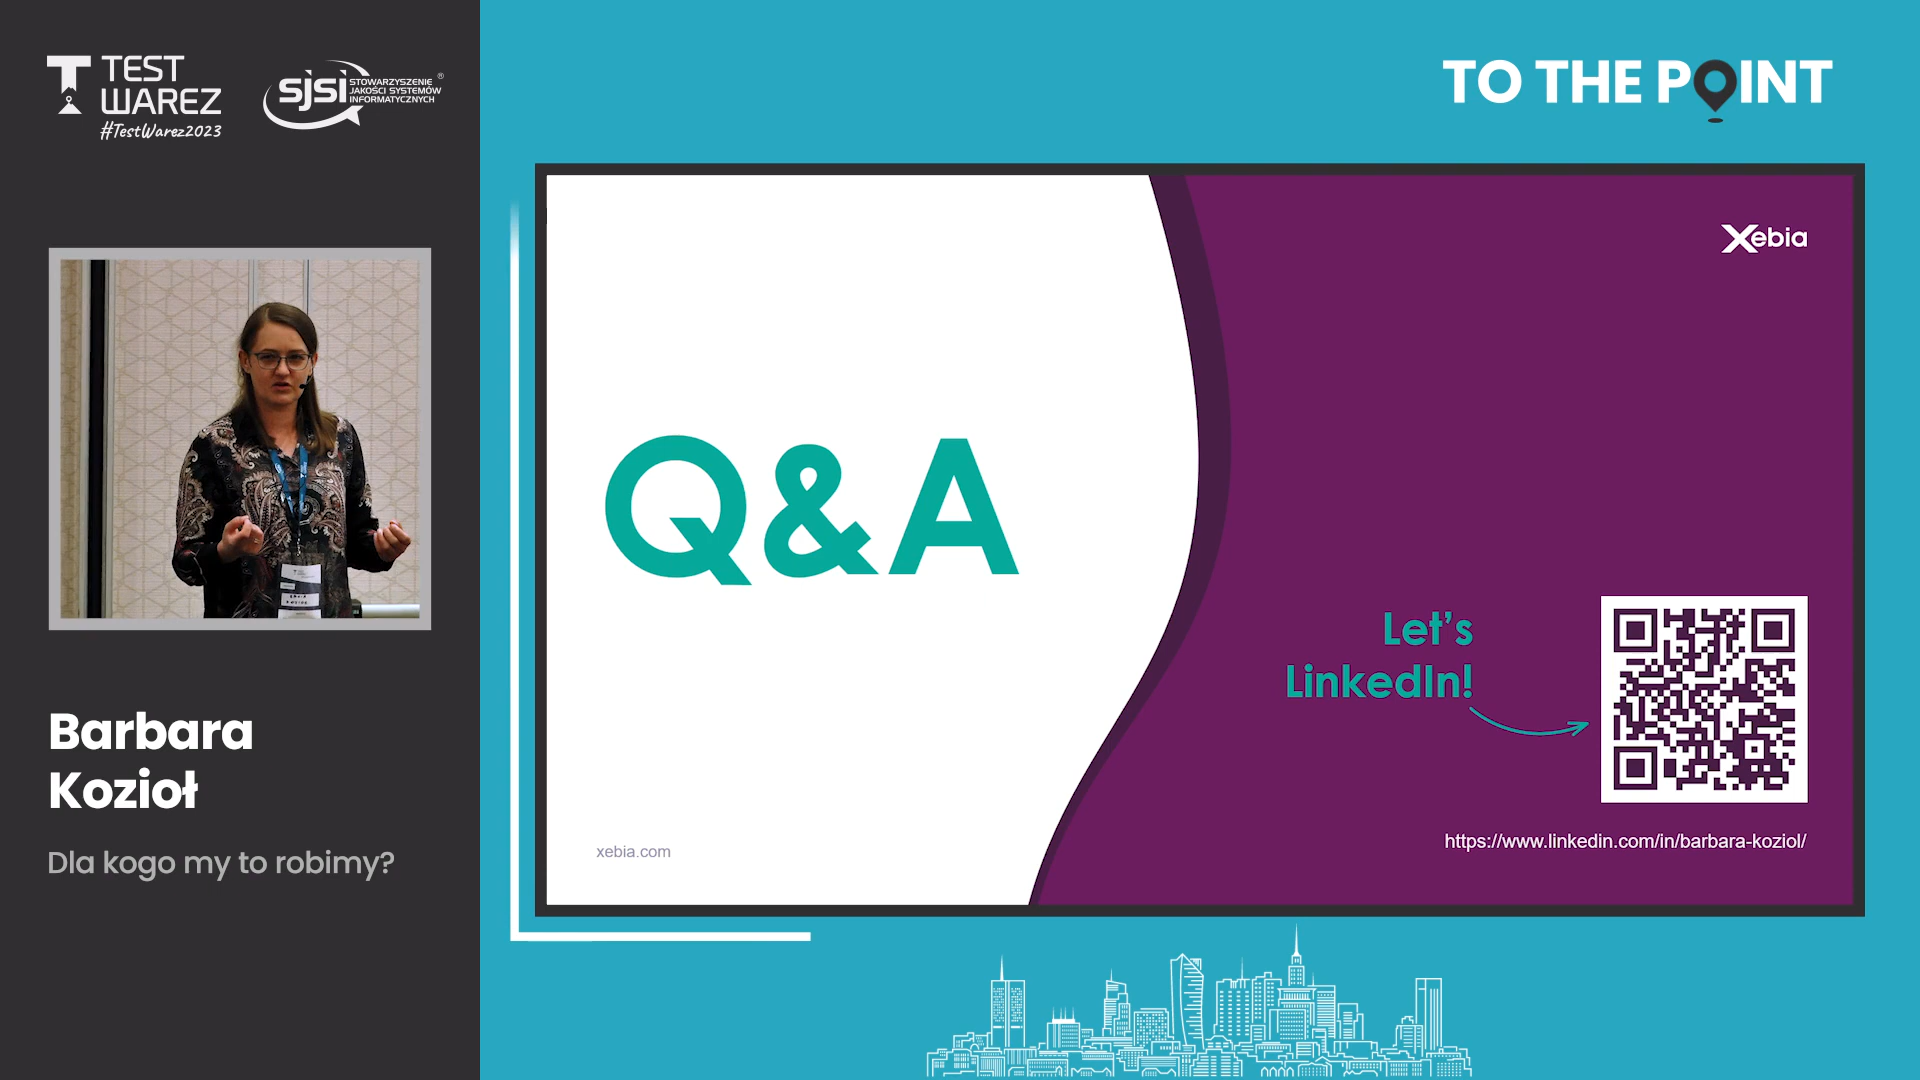 TEST
WAREZ
#TestWarez2023
sjsi
STOWARZYSZENIE
JAKOŚCI SYSTEMÓW
INFORMATYCZNYCH
®
TO THE POINT
Xebia
Q&A
Let's
LinkedIn!
xebia.com
https://www.linkedin.com/in/barbara-koziol/
Barbara
Kozioł
Dla kogo my to robimy?